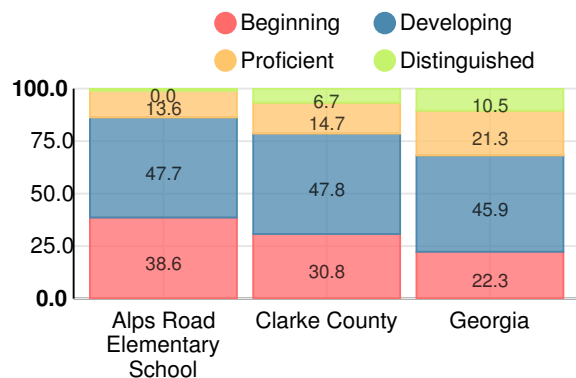 Beginning
Developing
Proficient
Distinguished
100.0
75.0
50.0
25.0
0.0
0.0
13.6
47.7
38.6
6.7
14.7
47.8
30.8
10.5
21.3
45.9
22.3
Alps Road
Elementary
School
Clarke County
Georgia